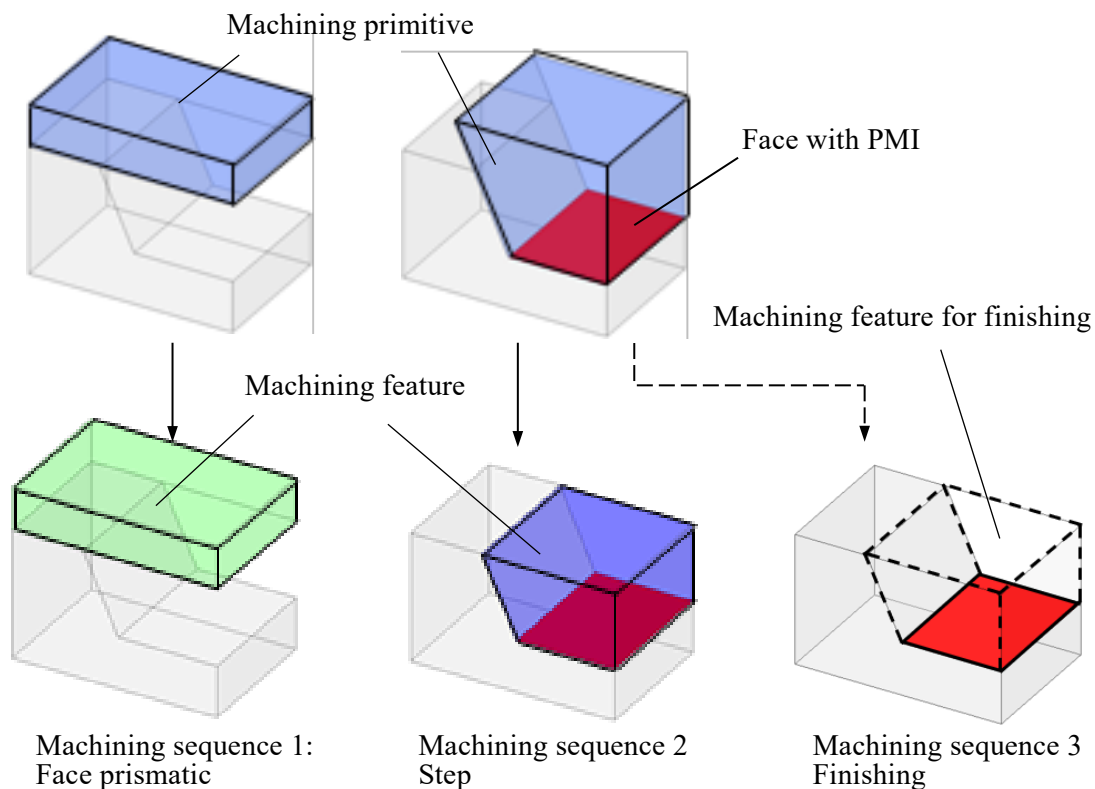 Machining primitive
Face with PMI
Machining feature for finishing
Machining feature
Machining sequence 1:
Face prismatic
Machining sequence 2
Step
Machining sequence 3
Finishing